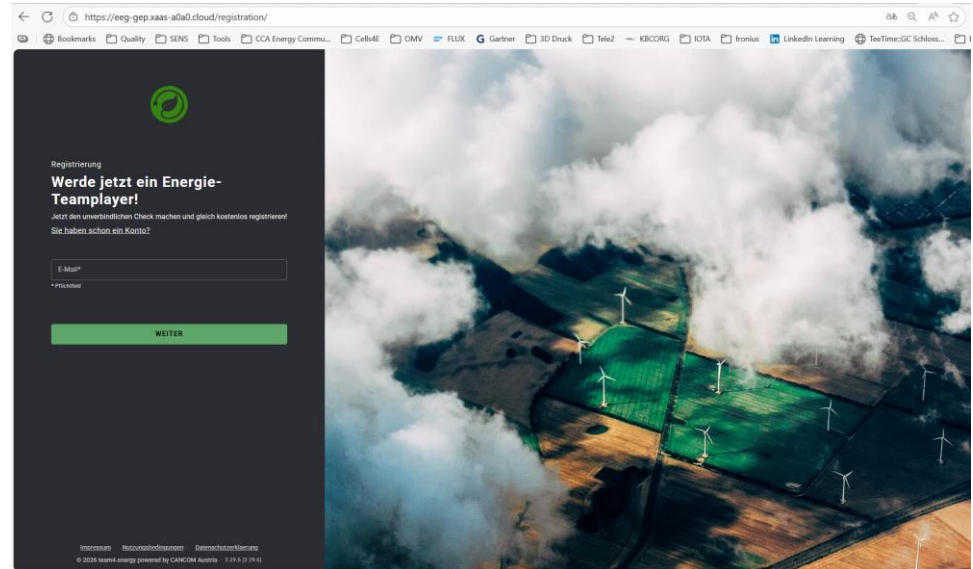 https://eeg-gep.xaas-a0a0.cloud/registration/
Bookmarks Quality SENS Tools CCA Energy Commu... Cells4E OMV FLUX G Gartner 3D Druck Tele2 KBCORG IOTA fronius in LinkedIn Learning TeeTime::GC Schloss...
Registrierung
Werde jetzt ein Energie-
Teamplayer!
Jetzt den unverbindlichen Check machen und gleich kostenlos registrieren!
Sie haben schon ein Konto?
E-Mail*
* Pflichtfeld
WEITER
Impressum Nutzungsbedingungen Datenschutzerklaerung
© 2026 team4.energy powered by CANCOM Austria